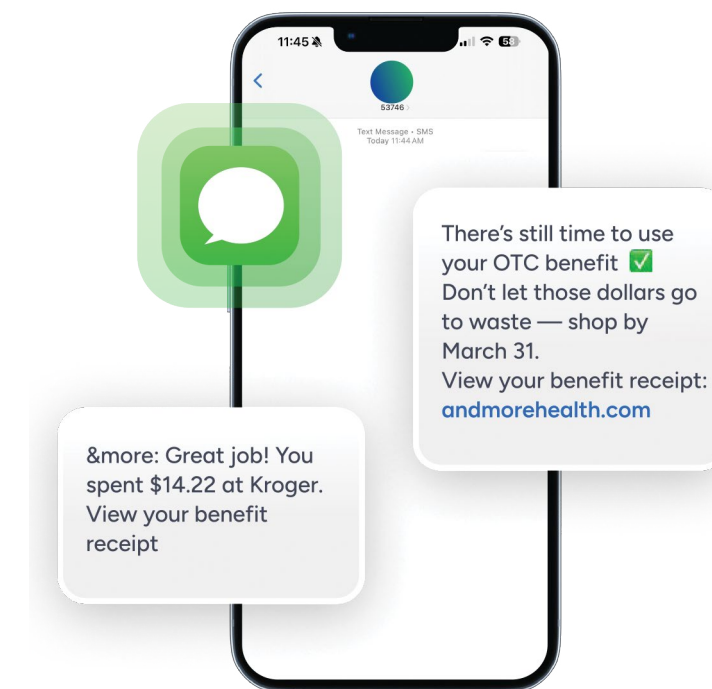 11:45
58
53746 >
Text Message • SMS
Today 11:44 AM
There's still time to use
your OTC benefit ✅
Don't let those dollars go
to waste — shop by
March 31.
View your benefit receipt:
andmorehealth.com
&more: Great job! You
spent $14.22 at Kroger.
View your benefit
receipt